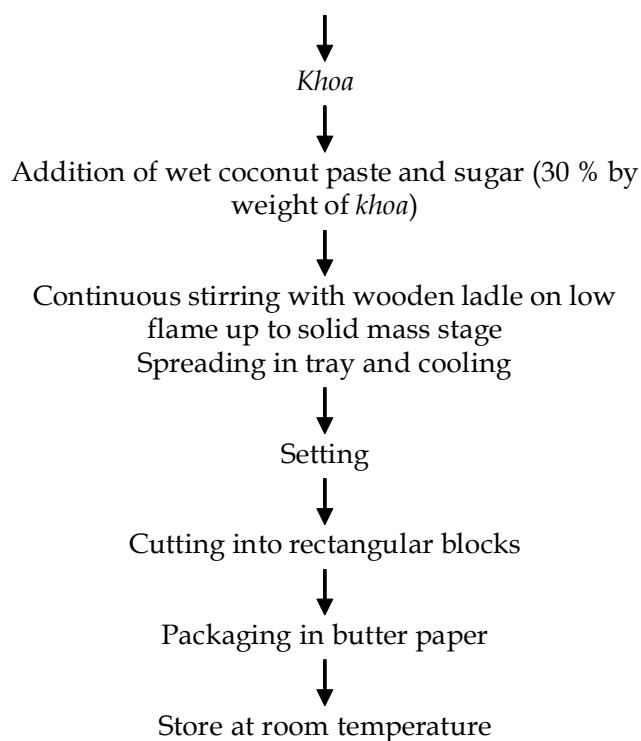 Khoa
Addition of wet coconut paste and sugar (30 % by
weight of khoa)
Continuous stirring with wooden ladle on low
flame up to solid mass stage
Spreading in tray and cooling
Setting
Cutting into rectangular blocks
Packaging in butter paper
Store at room temperature